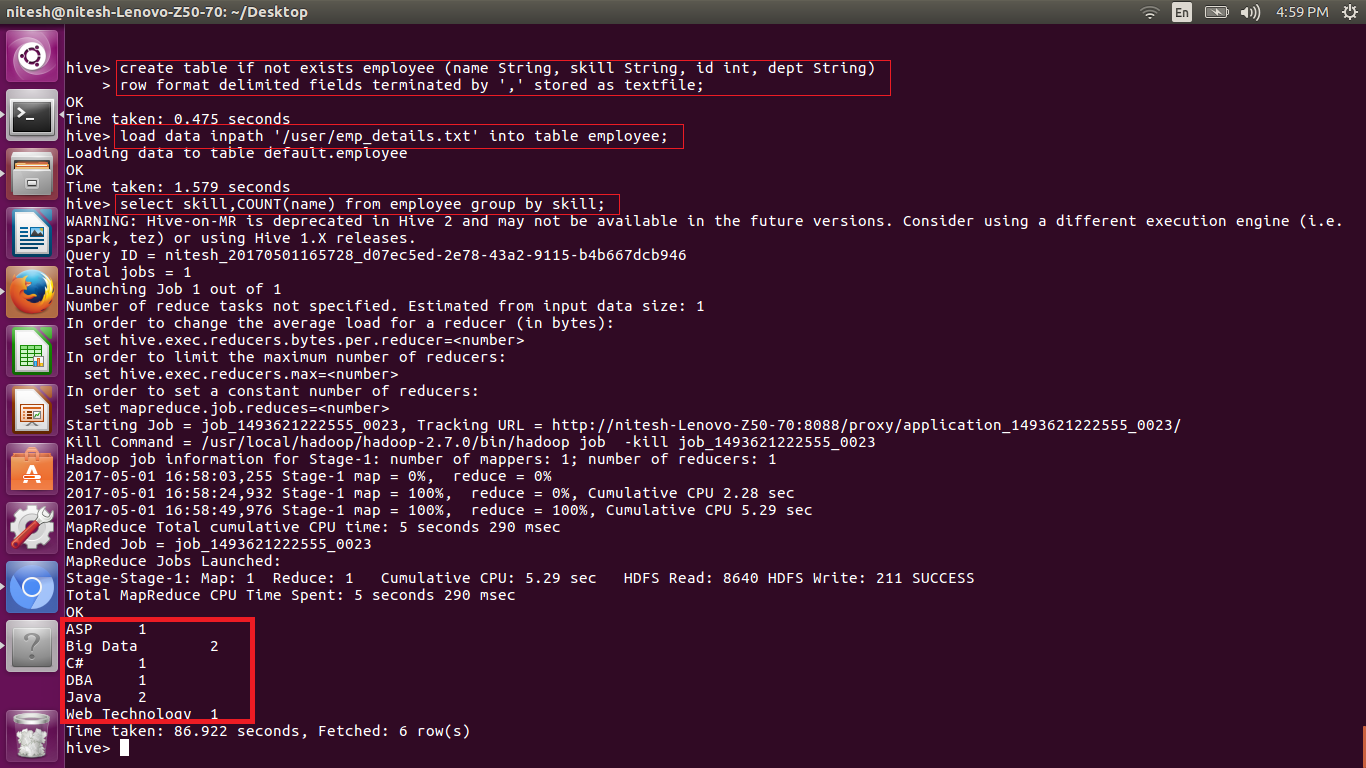 nitesh@nitesh-Lenovo-Z50-70: ~/Desktop
En
4:59 PM
hive> create table if not exists employee (name String, skill String, id int, dept String)
    > row format delimited fields terminated by ',' stored as textfile;
OK
Time taken: 0.475 seconds
hive> load data inpath '/user/emp_details.txt' into table employee;
Loading data to table default.employee
OK
Time taken: 1.579 seconds
hive> select skill,COUNT(name) from employee group by skill;
WARNING: Hive-on-MR is deprecated in Hive 2 and may not be available in the future versions. Consider using a different execution engine (i.e.
spark, tez) or using Hive 1.X releases.
Query ID = nitesh_20170501165728_d07ec5ed-2e78-43a2-9115-b4b667dcb946
Total jobs = 1
Launching Job 1 out of 1
Number of reduce tasks not specified. Estimated from input data size: 1
In order to change the average load for a reducer (in bytes):
  set hive.exec.reducers.bytes.per.reducer=<number>
In order to limit the maximum number of reducers:
  set hive.exec.reducers.max=<number>
In order to set a constant number of reducers:
  set mapreduce.job.reduces=<number>
Starting Job = job_1493621222555_0023, Tracking URL = http://nitesh-Lenovo-Z50-70:8088/proxy/application_1493621222555_0023/
Kill Command = /usr/local/hadoop/hadoop-2.7.0/bin/hadoop job  -kill job_1493621222555_0023
Hadoop job information for Stage-1: number of mappers: 1; number of reducers: 1
2017-05-01 16:58:03,255 Stage-1 map = 0%,  reduce = 0%
2017-05-01 16:58:24,932 Stage-1 map = 100%,  reduce = 0%, Cumulative CPU 2.28 sec
2017-05-01 16:58:49,976 Stage-1 map = 100%,  reduce = 100%, Cumulative CPU 5.29 sec
MapReduce Total cumulative CPU time: 5 seconds 290 msec
Ended Job = job_1493621222555_0023
MapReduce Jobs Launched:
Stage-Stage-1: Map: 1  Reduce: 1   Cumulative CPU: 5.29 sec   HDFS Read: 8640 HDFS Write: 211 SUCCESS
Total MapReduce CPU Time Spent: 5 seconds 290 msec
OK
ASP     1
Big Data        2
C#      1
DBA     1
Java    2
Web Technology  1
Time taken: 86.922 seconds, Fetched: 6 row(s)
hive>